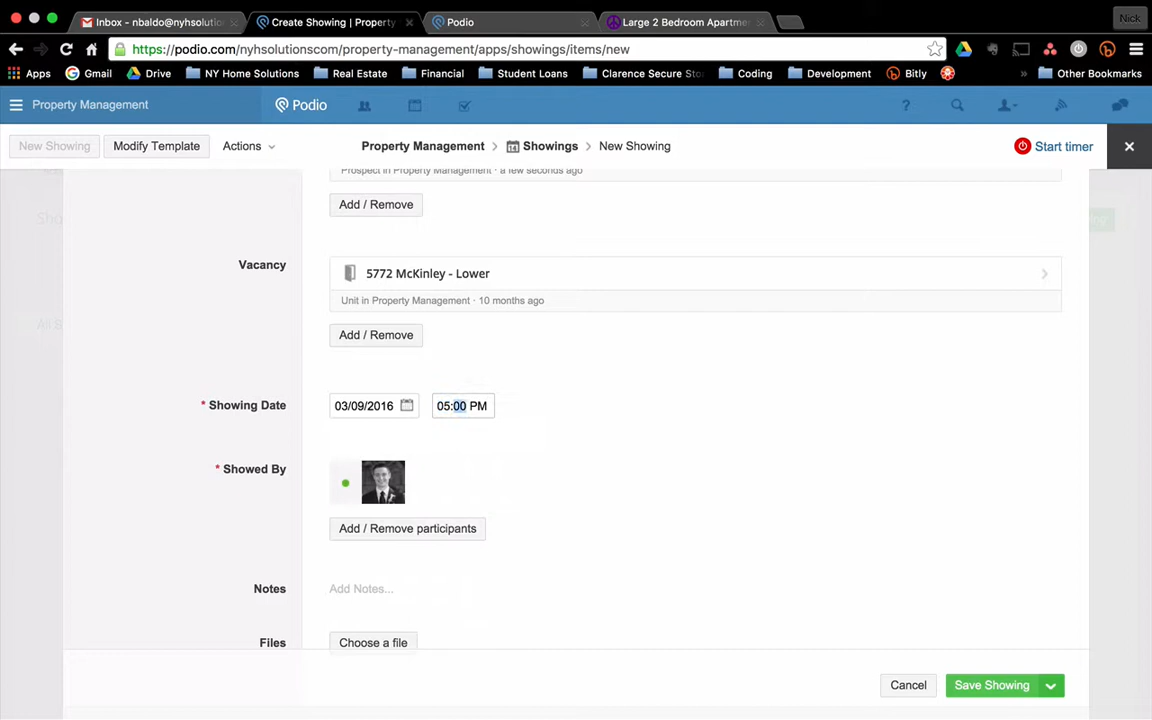 Inbox - nbaldo@nyhsolutio
Create Showing | Property
Podio
Large 2 Bedroom Apartme
Nick
https://podio.com/nyhsolutionscom/property-management/apps/showings/items/new
Apps
Gmail
Drive
NY Home Solutions
Real Estate
Financial
Student Loans
Clarence Secure Sto
Coding
Development
Bitly
»
Other Bookmarks
Property Management
Podio
?
New Showing
Modify Template
Actions
Property Management > 14 Showings > New Showing
Start timer
Prospect in Property Management · a few seconds ago
Add / Remove
Vacancy
5772 McKinley - Lower
Unit in Property Management · 10 months ago
Add / Remove
* Showing Date
03/09/2016
05:00 PM
* Showed By
Add / Remove participants
Notes
Add Notes...
Files
Choose a file
Cancel
Save Showing